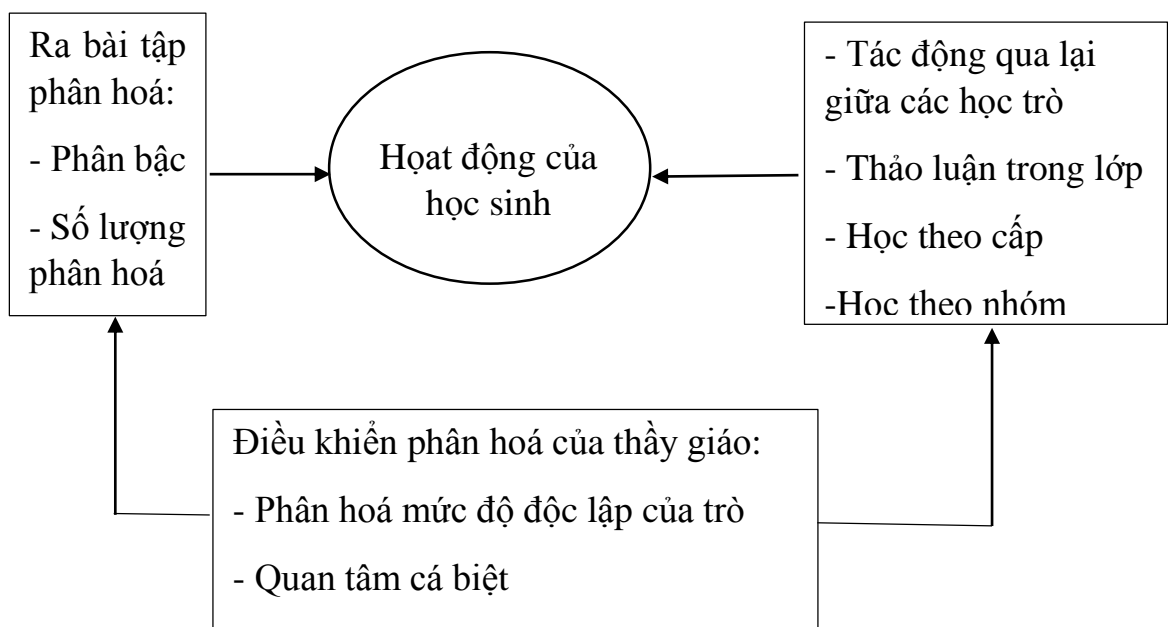 Ra bài tập
phân hoá:
- Phân bậc
- Số lượng
phân hoá
Họat động của
học sinh
- Tác động qua lại
giữa các học trò
- Thảo luận trong lớp
- Học theo cấp
-Học theo nhóm
Điều khiển phân hoá của thầy giáo:
- Phân hoá mức độ độc lập của trò
- Quan tâm cá biệt